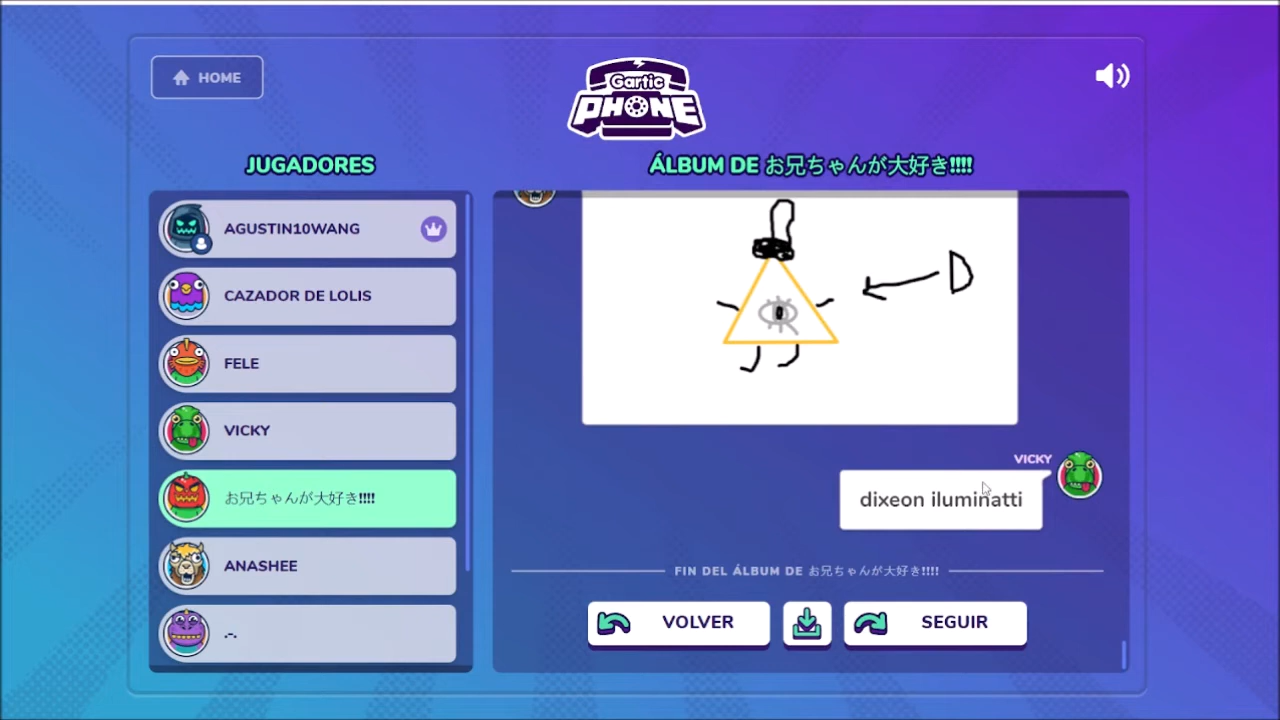 HOME
Gartic
PHONE
JUGADORES
ÁLBUM DE お兄ちゃんが大好き!!!!
AGUSTIN10WANG
CAZADOR DE LOLIS
FELE
VICKY
お兄ちゃんが大好き!!!!
ANASHEE
.-.
D
VICKY
dixeon iluminatti
FIN DEL ÁLBUM DE お兄ちゃんが大好き!!!!
VOLVER
SEGUIR